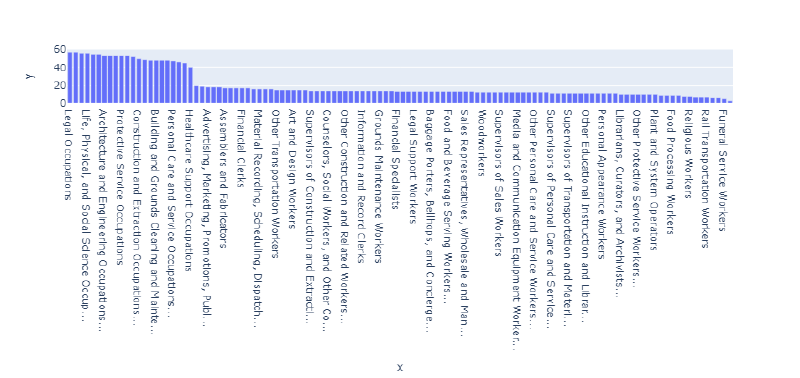 60
40
20
0
y
Legal Occupations
Life, Physical, and Social Science Occup...
Architecture and Engineering Occupations...
Protective Service Occupations
Construction and Extraction Occupations...
Building and Grounds Cleaning and Mainte...
Personal Care and Service Occupations...
Healthcare Support Occupations
Advertising, Marketing, Promotions, Publ...
Assemblers and Fabricators
Financial Clerks
Material Recording, Scheduling, Dispatch...
Other Transportation Workers
Art and Design Workers
Supervisors of Construction and Extracti...
Counselors, Social Workers, and Other Co...
Other Construction and Related Workers...
Information and Record Clerks
Grounds Maintenance Workers
Financial Specialists
Legal Support Workers
Baggage Porters, Bellhops, and Concierge...
Food and Beverage Serving Workers...
Sales Representatives, Wholesale and Man...
Woodworkers
Supervisors of Sales Workers
Media and Communication Equipment Worker...
Other Personal Care and Service Workers...
Supervisors of Personal Care and Service...
Supervisors of Transportation and Materi...
Other Educational Instruction and Librar...
Personal Appearance Workers
Librarians, Curators, and Archivists...
Other Protective Service Workers...
Plant and System Operators
Food Processing Workers
Religious Workers
Rail Transportation Workers
Funeral Service Workers
x